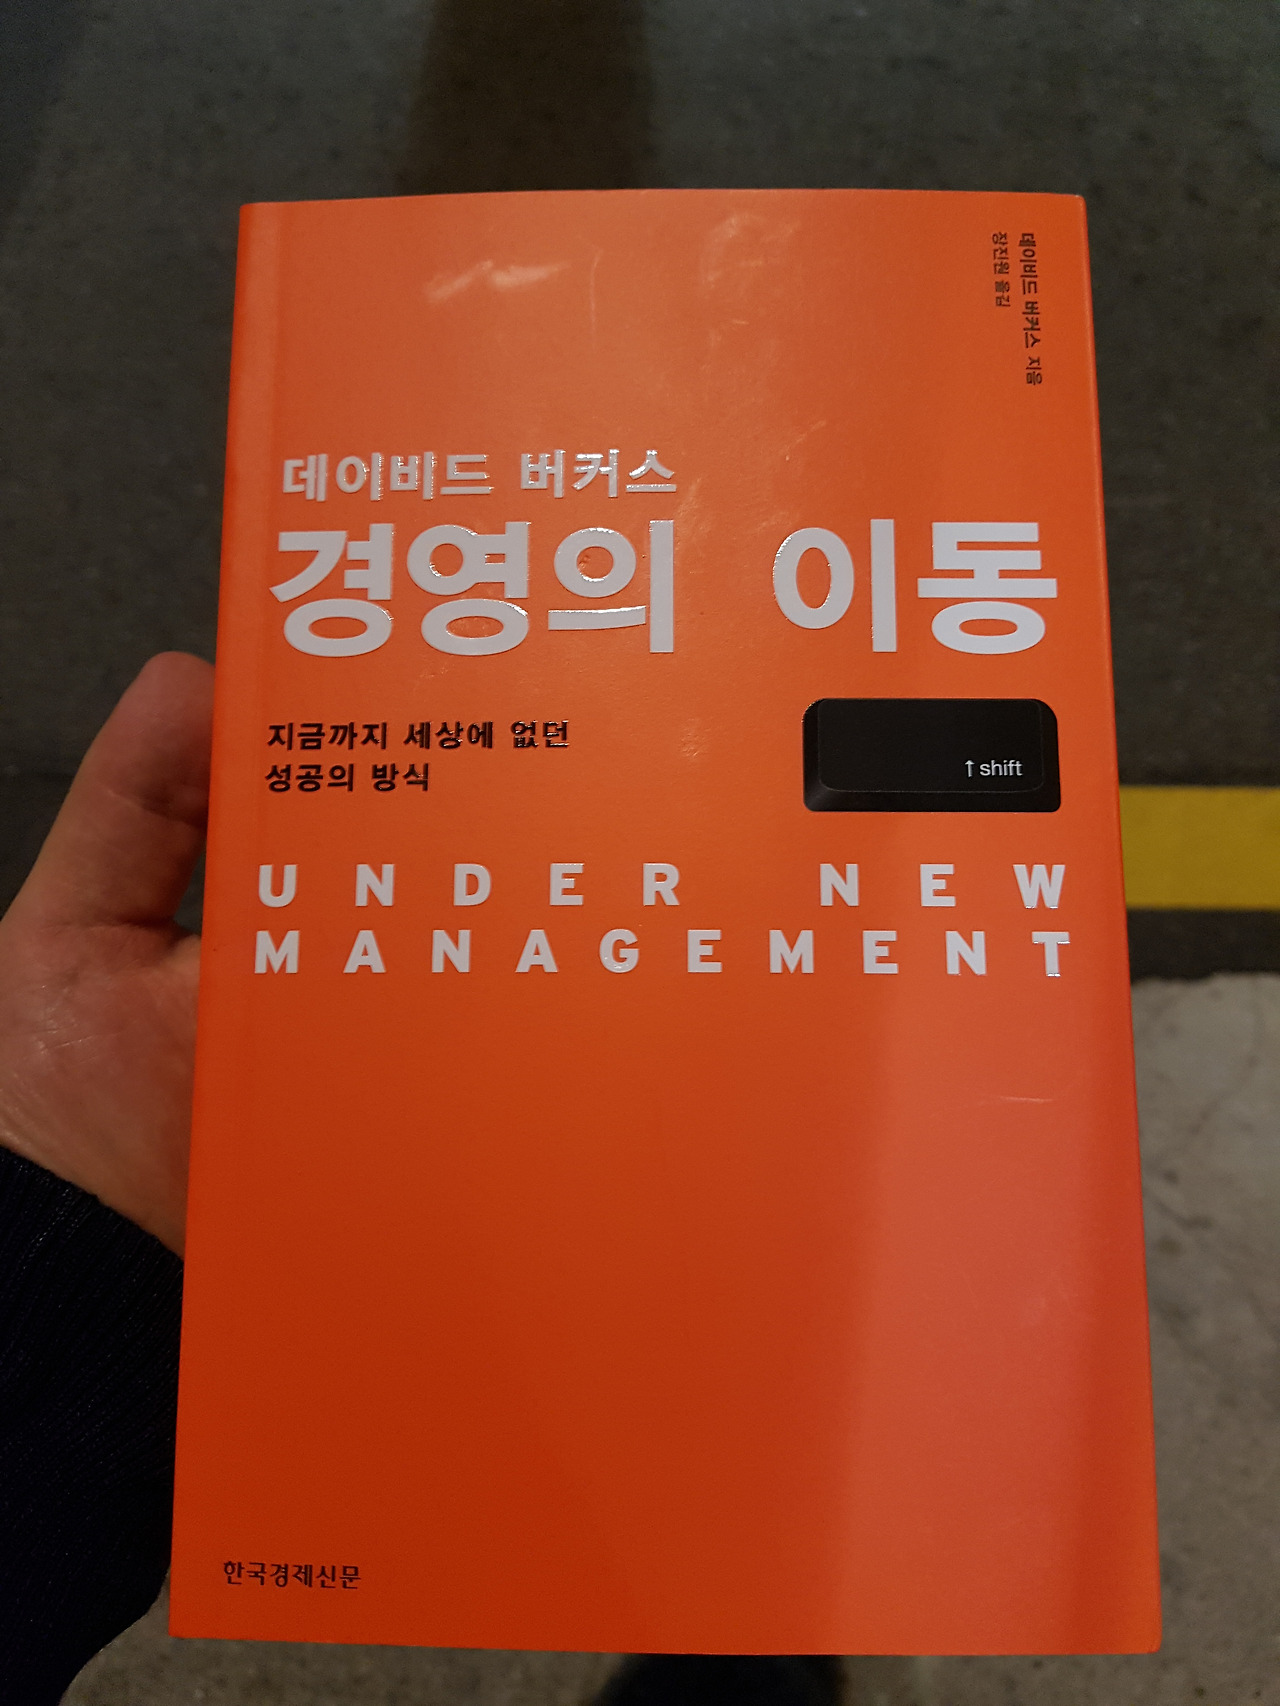 데이비드 버커스 지음
장진원 옮김
데이비드 버커스
경영의 이동
지금까지 세상에 없던
성공의 방식
↑ shift
UNDER NEW
MANAGEMENT
한국경제신문